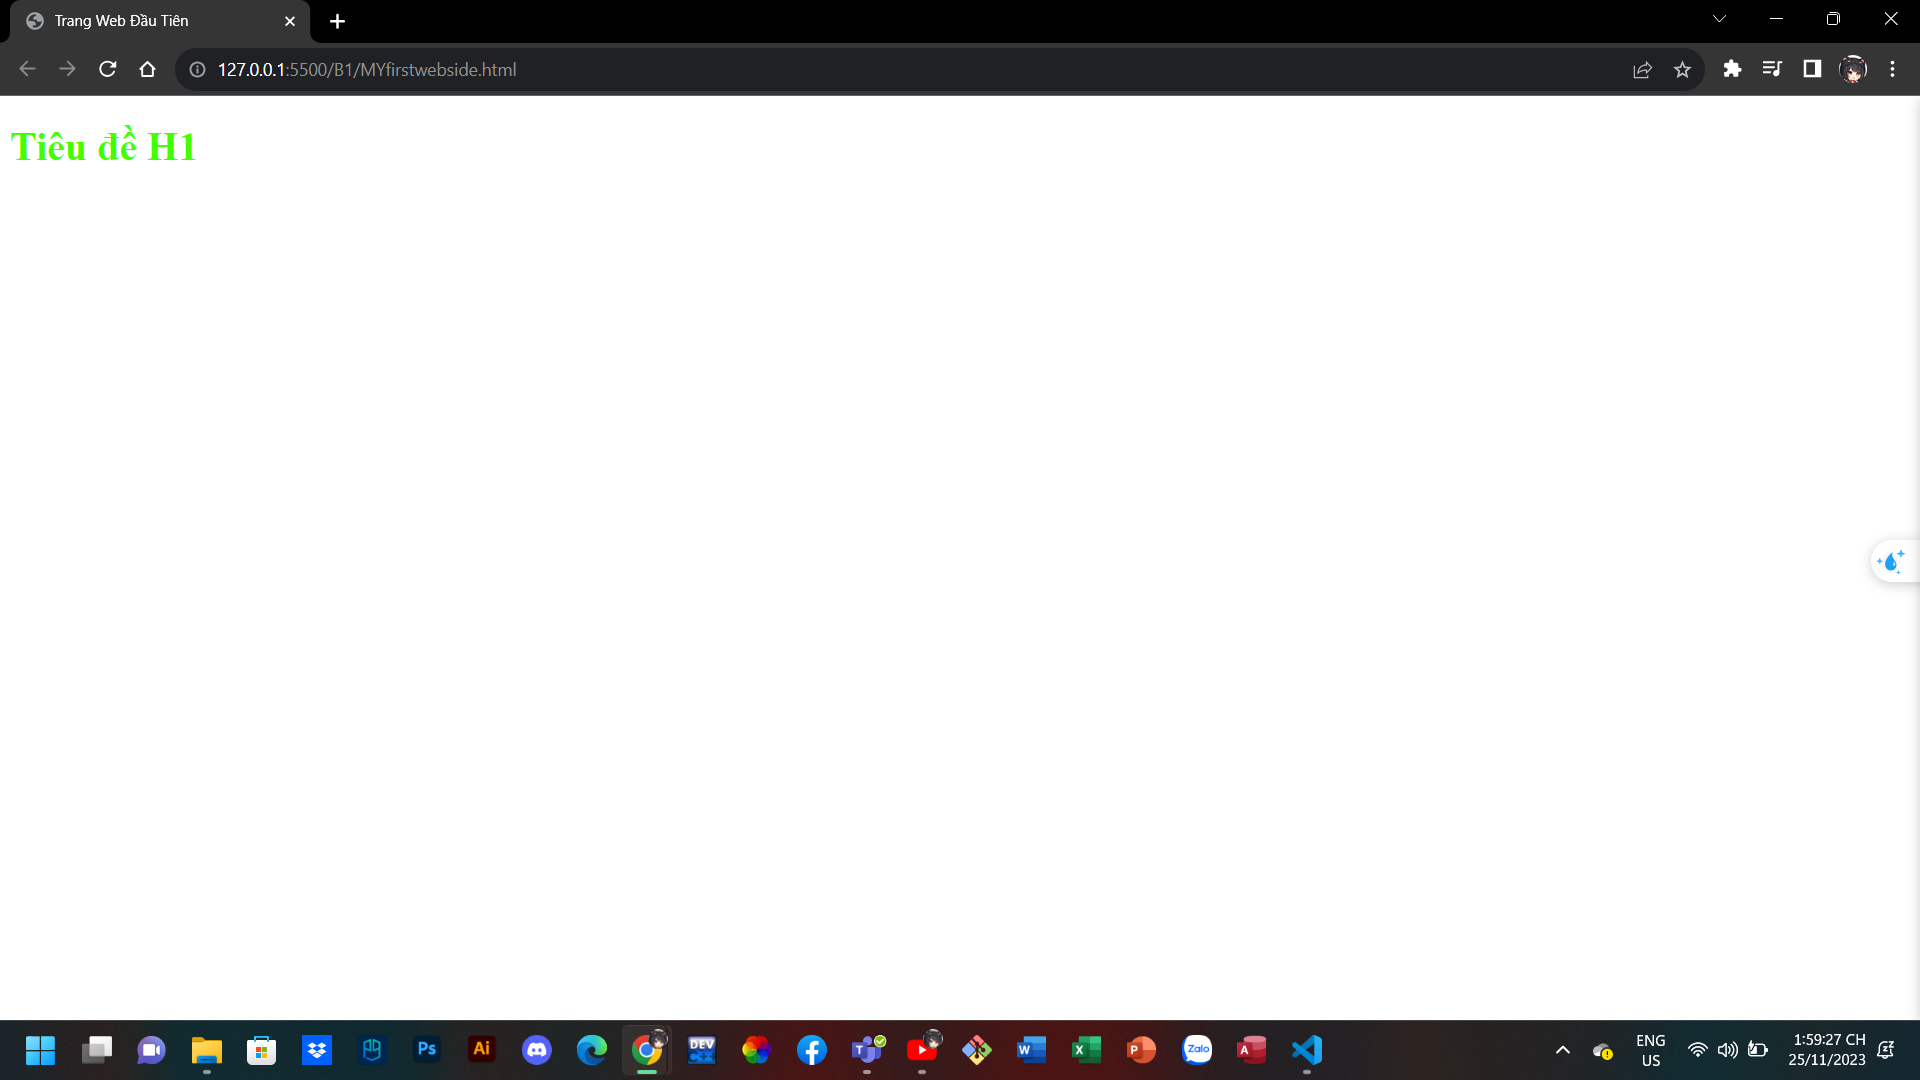 Trang Web Đầu Tiên
127.0.0.1:5500/B1/MYfirstwebside.html
Tiêu đề H1
Ps
Ai
DEV
C++
T
W
X
P
Zalo
A
ENG
US
1:59:27 CH
25/11/2023